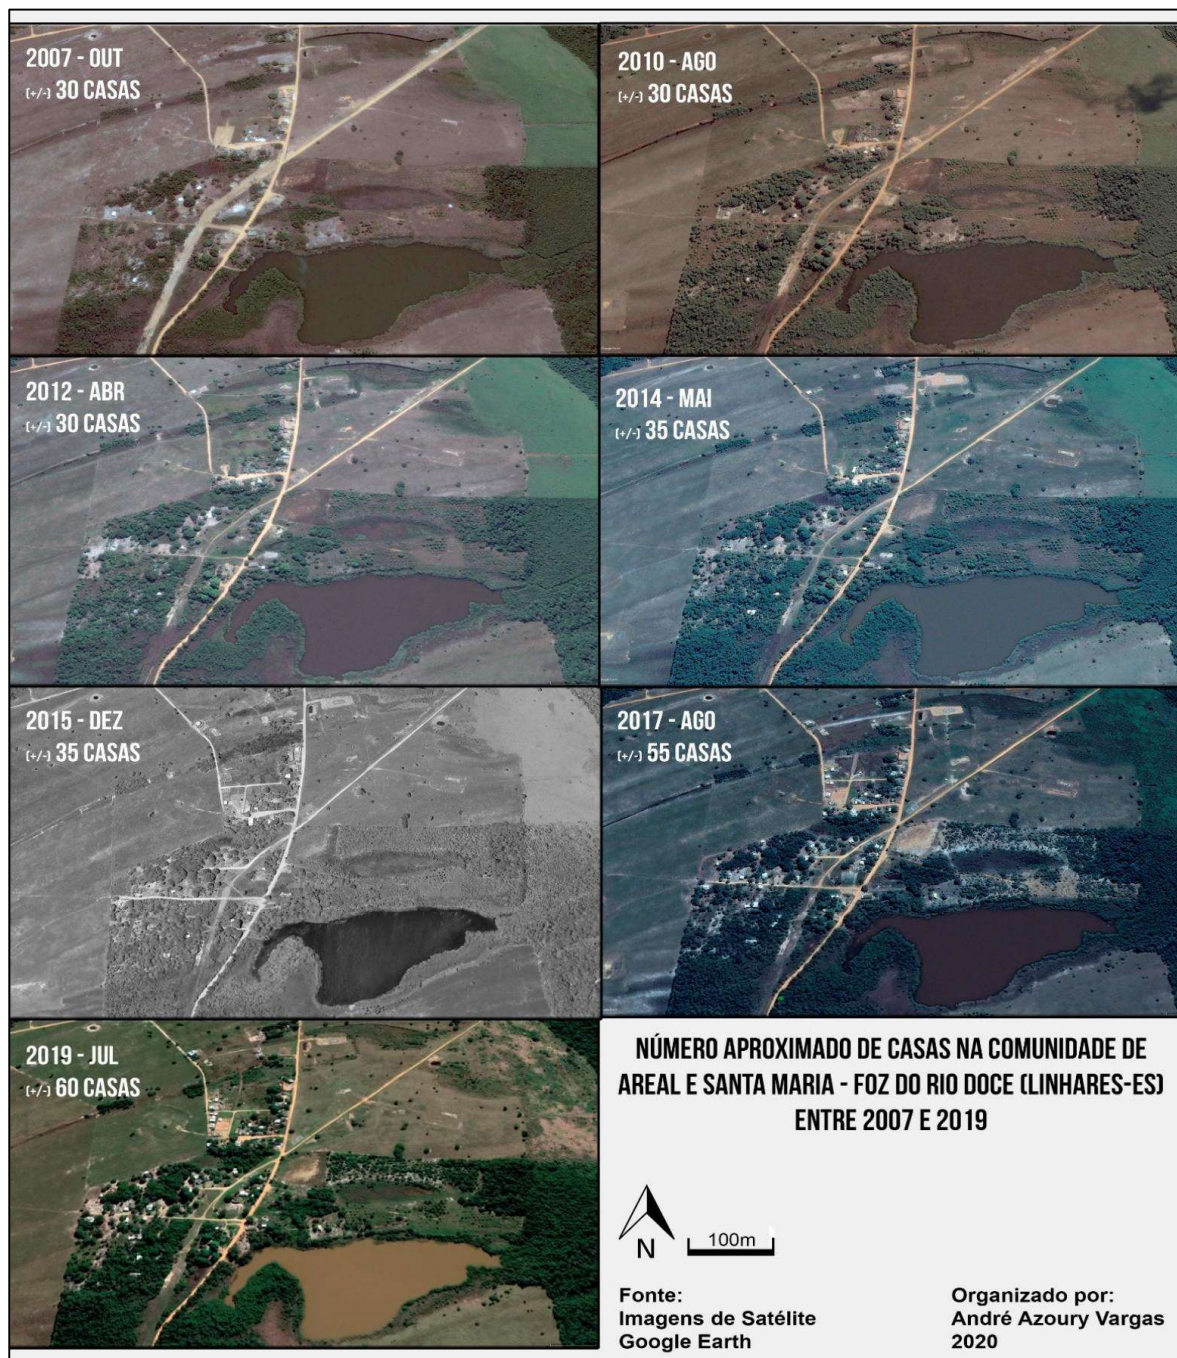 2007 - OUT
(+/-) 30 CASAS
2010 - AGO
(+/-) 30 CASAS
2012 - ABR
(+/-) 30 CASAS
2014 - MAI
(+/-) 35 CASAS
2015 - DEZ
(+/-) 35 CASAS
2017 - AGO
(+/-) 55 CASAS
2019 - JUL
(+/-) 60 CASAS
NÚMERO APROXIMADO DE CASAS NA COMUNIDADE DE
AREAL E SANTA MARIA - FOZ DO RIO DOCE (LINHARES-ES)
ENTRE 2007 E 2019
N
100m
Fonte:
Imagens de Satélite
Google Earth
Organizado por:
André Azoury Vargas
2020